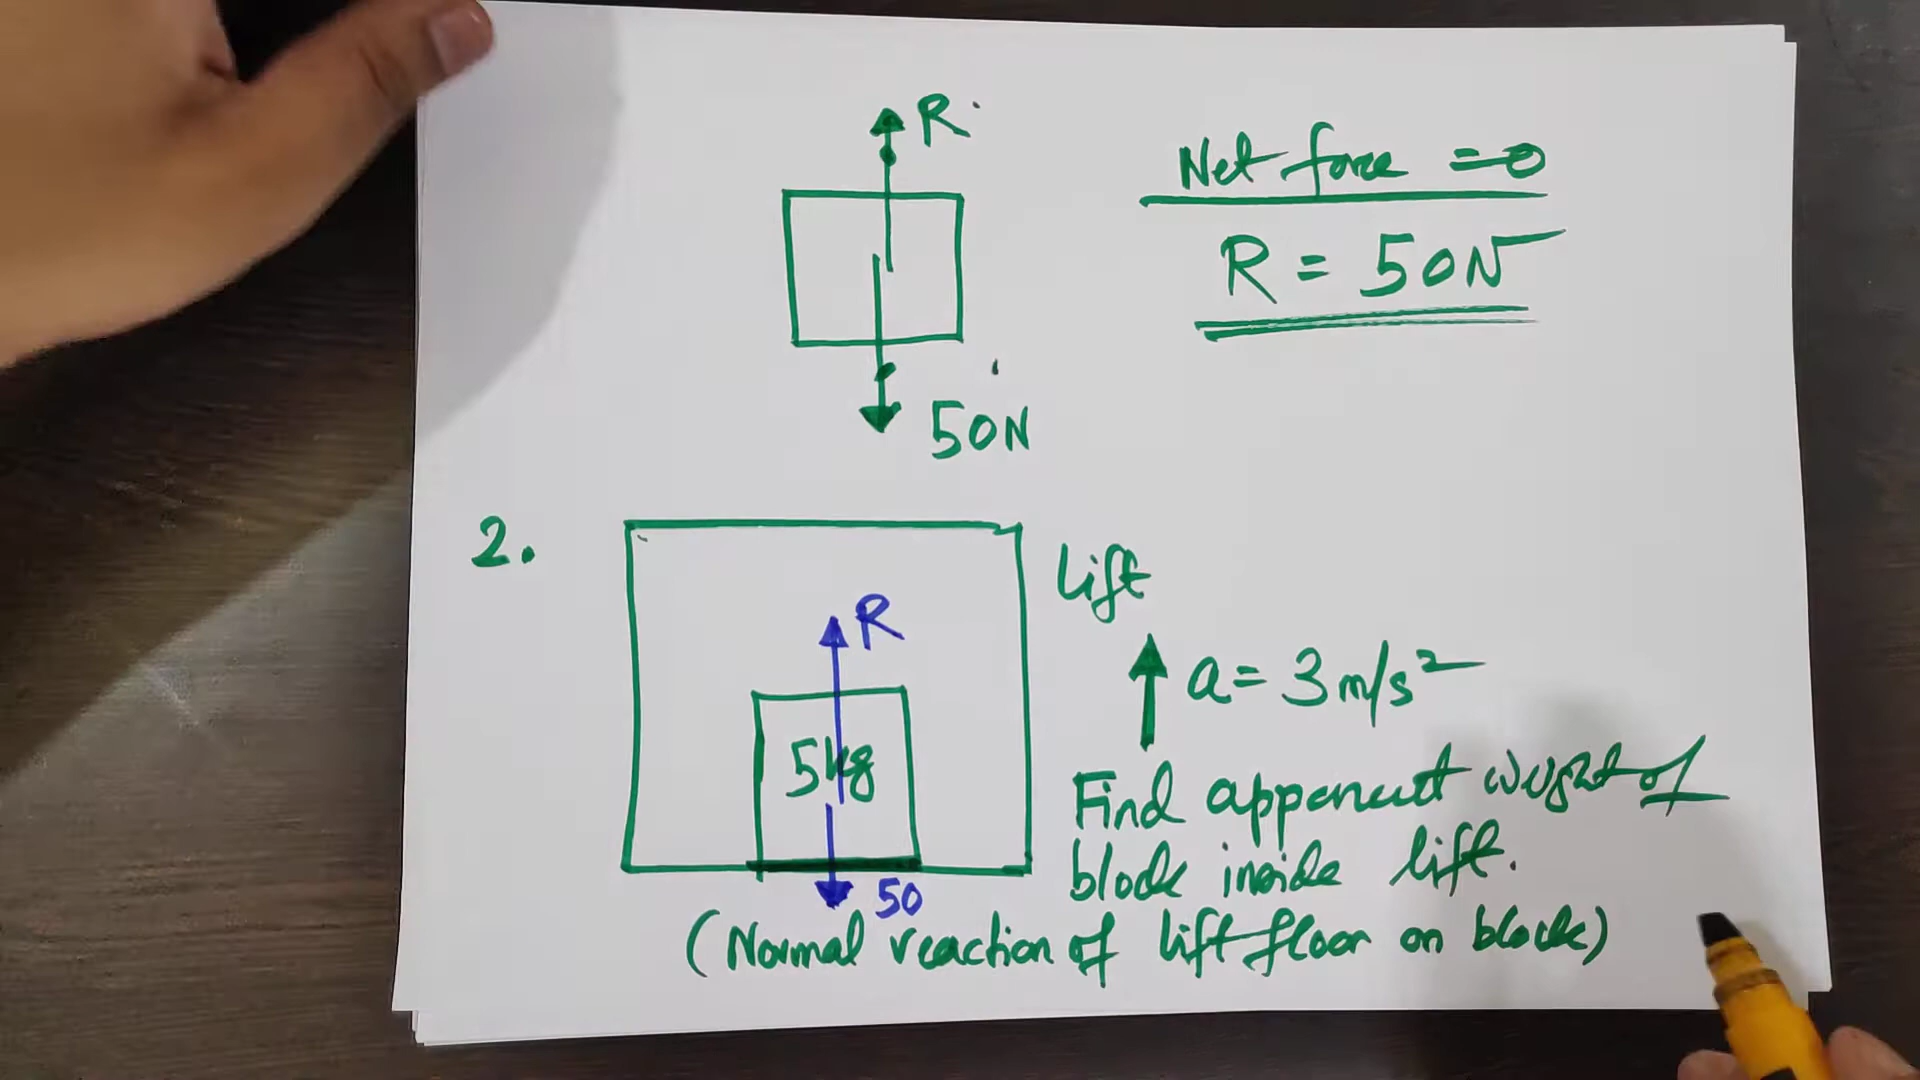 R
Net force = 0
R = 50N
50N
2.
Lift
R
a = 3 m/s²
5kg
Find apparent weight of
block inside lift.
50
(Normal reaction of lift floor on block)